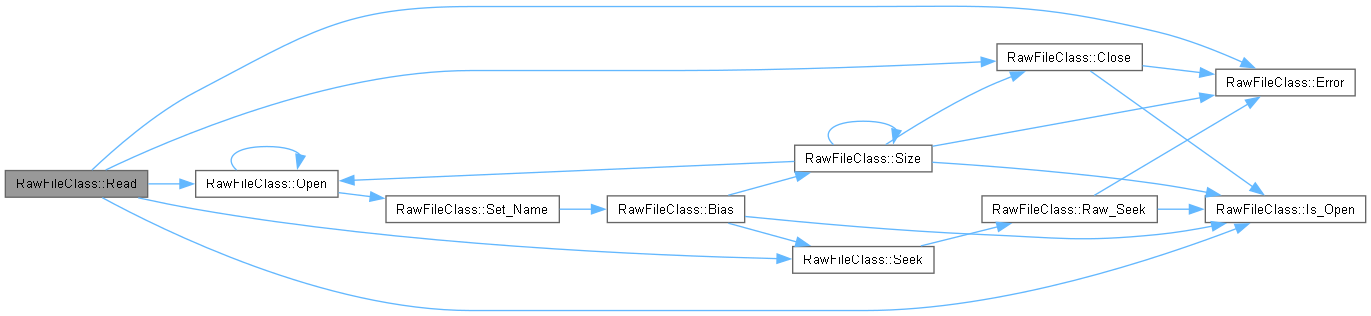 RawFileClass::Close
RawFileClass::Error
RawFileClass::Size
RawFileClass::Read
RawFileClass::Open
RawFileClass::Set_Name
RawFileClass::Bias
RawFileClass::Raw_Seek
RawFileClass::Is_Open
RawFileClass::Seek